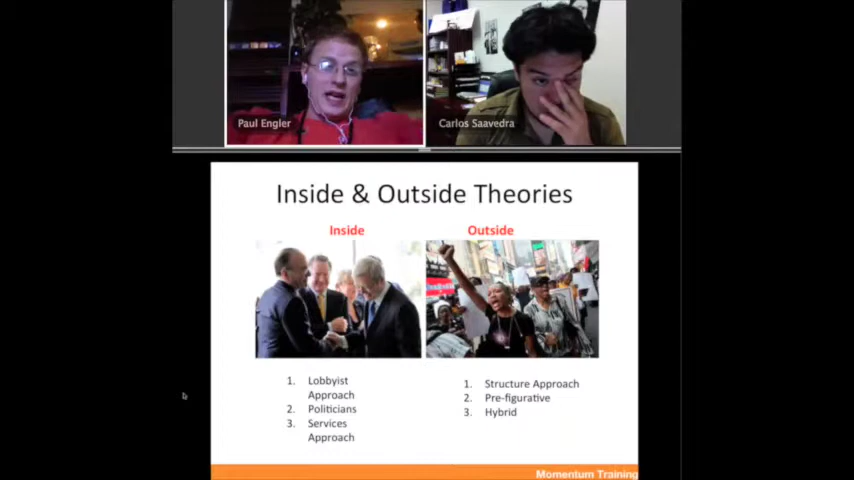 Paul Engler
Carlos Saavedra
Inside & Outside Theories
Inside
Outside
1. Lobbyist
Approach
2. Politicians
3. Services
Approach
1. Structure Approach
2. Pre-figurative
3. Hybrid
Momentum Training